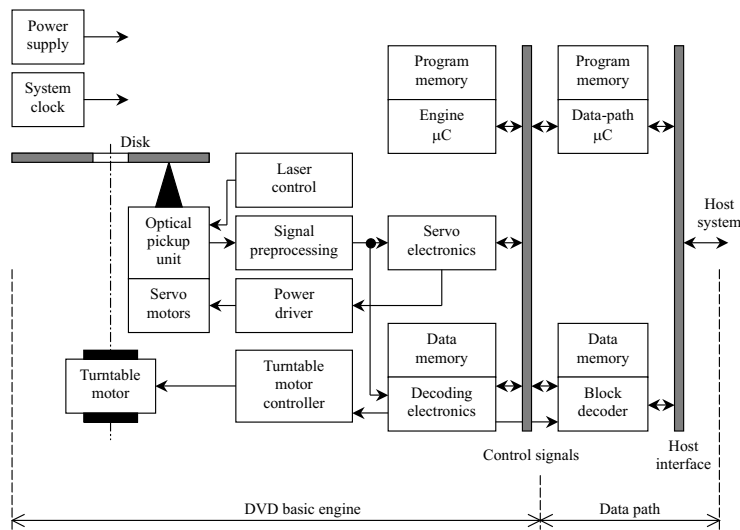 Power
supply
System
clock
Disk
Laser
control
Optical
pickup
unit
Servo
motors
Signal
preprocessing
Power
driver
Servo
electronics
Program
memory
Engine
μC
Program
memory
Data-path
μC
Host
system
Turntable
motor
Turntable
motor
controller
Data
memory
Decoding
electronics
Data
memory
Block
decoder
Control signals
Host
interface
DVD basic engine
Data path